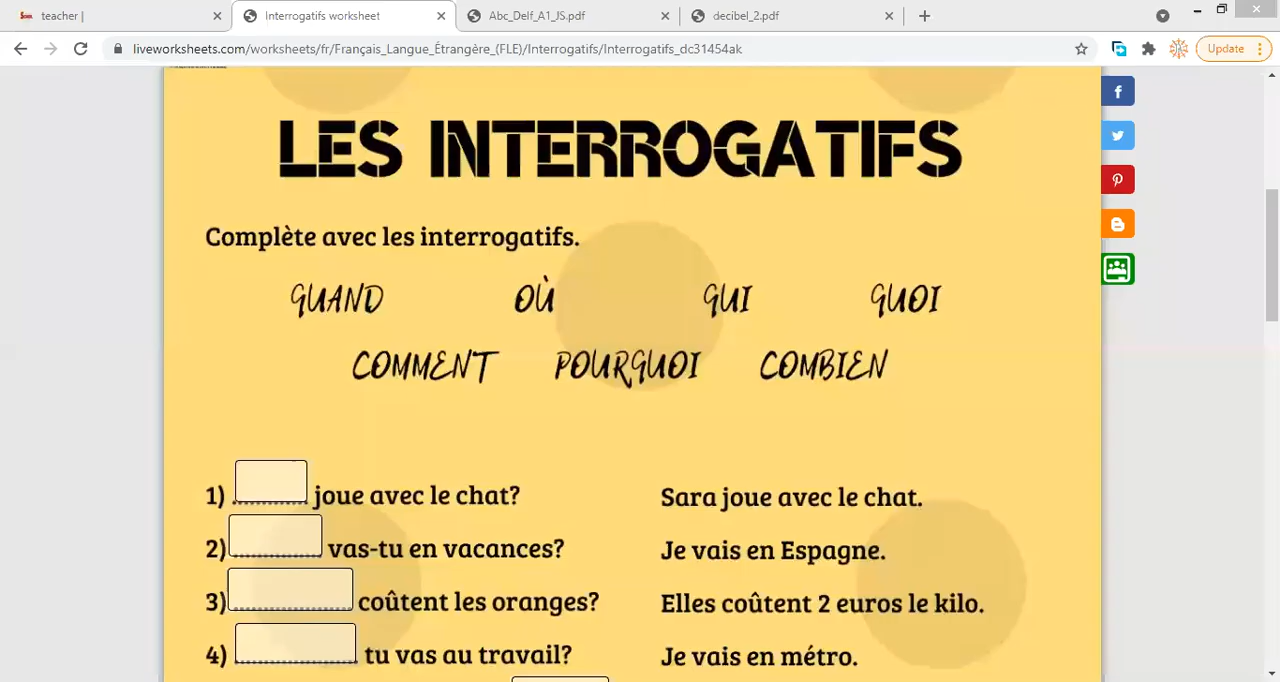 teacher |
Interrogatifs worksheet
Abc_Delf_A1_JS.pdf
decibel_2.pdf
liveworksheets.com/worksheets/fr/Français_Langue_Étrangère_(FLE)/Interrogatifs/Interrogatifs_dc31454ak
Update
LES INTERROGATIFS
Complète avec les interrogatifs.
QUAND OÙ QUI QUOI
COMMENT POURQUOI COMBIEN
1) joue avec le chat? Sara joue avec le chat.
2) vas-tu en vacances? Je vais en Espagne.
3) coûtent les oranges? Elles coûtent 2 euros le kilo.
4) tu vas au travail? Je vais en métro.